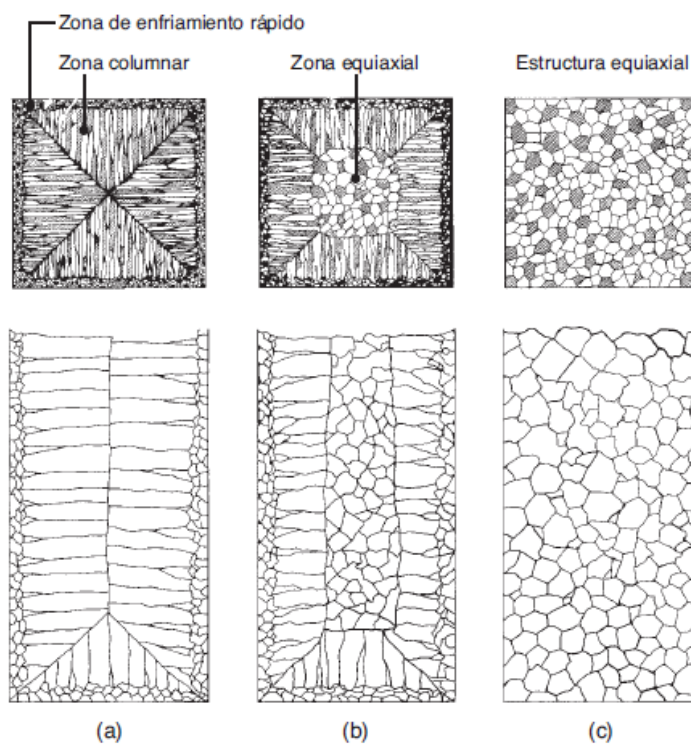 Zona de enfriamiento rápido
Zona columnar
Zona equiaxial
Estructura equiaxial
(a)
(b)
(c)